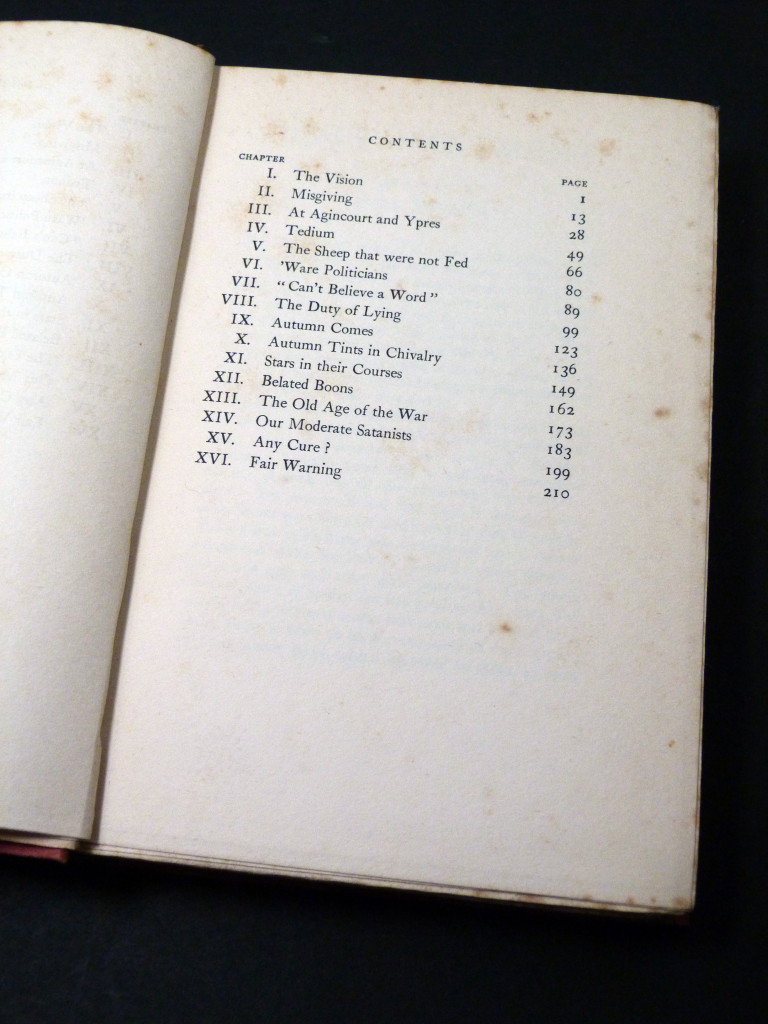 CONTENTS
CHAPTER PAGE
I. The Vision 1
II. Misgiving 13
III. At Agincourt and Ypres 28
IV. Tedium 49
V. The Sheep that were not Fed 66
VI. 'Ware Politicians 80
VII. “Can't Believe a Word” 89
VIII. The Duty of Lying 99
IX. Autumn Comes 123
X. Autumn Tints in Chivalry 136
XI. Stars in their Courses 149
XII. Belated Boons 162
XIII. The Old Age of the War 173
XIV. Our Moderate Satanists 183
XV. Any Cure ? 199
XVI. Fair Warning 210